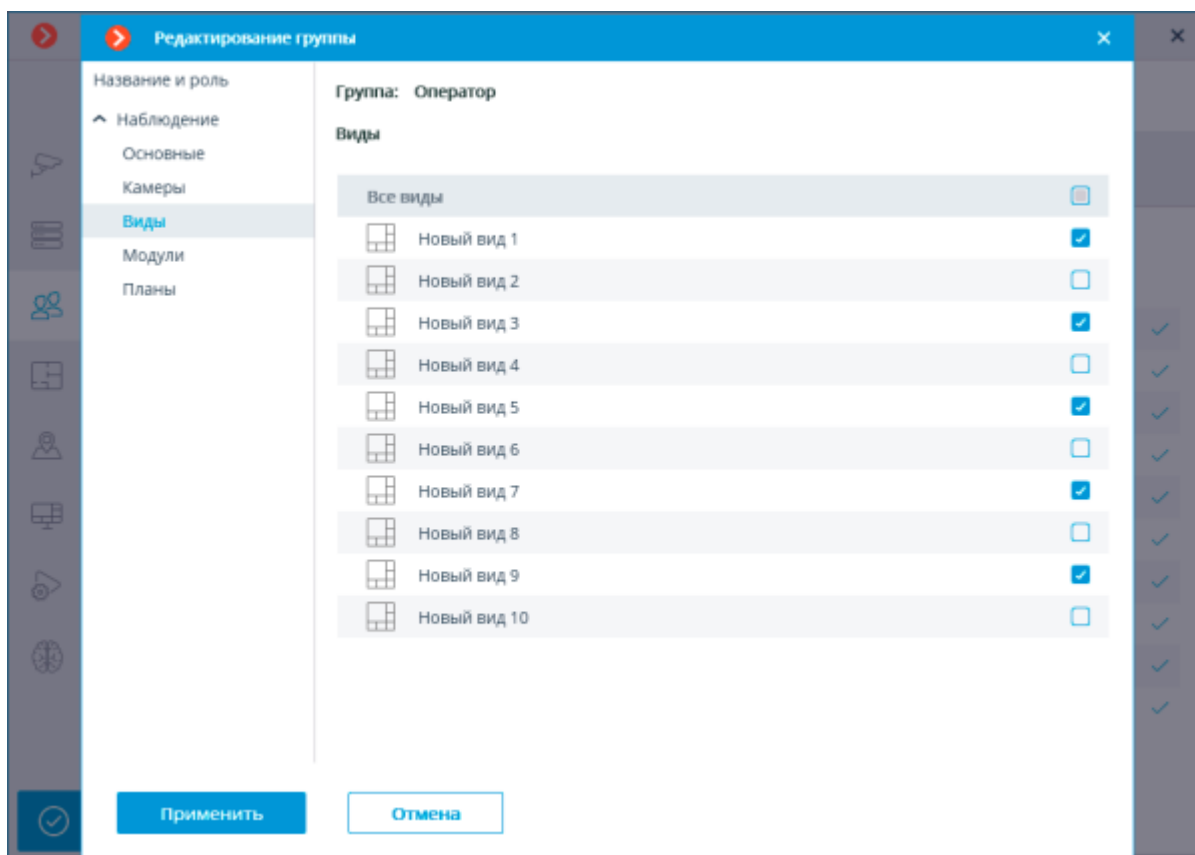 Редактирование группы
Название и роль
Наблюдение
Основные
Камеры
Виды
Модули
Планы
Группа: Оператор
Виды
Все виды
Новый вид 1
Новый вид 2
Новый вид 3
Новый вид 4
Новый вид 5
Новый вид 6
Новый вид 7
Новый вид 8
Новый вид 9
Новый вид 10
Применить
Отмена